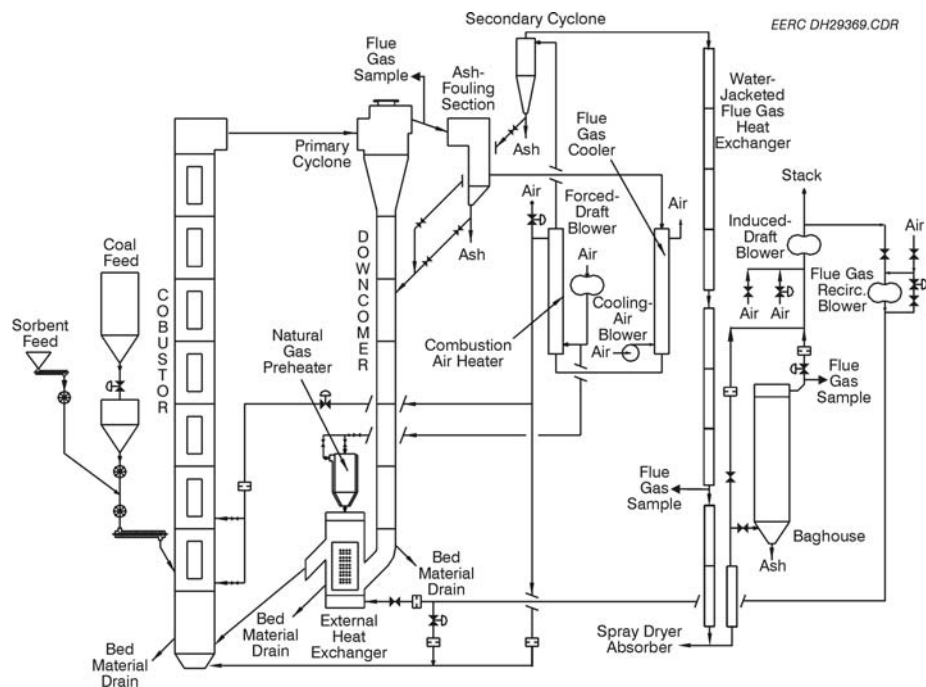 Secondary Cyclone
EERC DH29369.CDR
Flue
Gas
Sample
Ash-
Fouling
Section
Water-
Jacketed
Flue Gas
Heat
Exchanger
Flue
Gas
Cooler
Primary
Cyclone
Ash
Stack
Air
Forced-
Draft Blower
Air
Induced-
Draft
Blower
Air
Coal
Feed
Ash
Air
Flue Gas
Recirc.
Blower
DOWNCOMER
COBUSTOR
Cooling-
Air
Blower
Air
Air
Air
Sorbent
Feed
Natural
Gas
Preheater
Combustion
Air Heater
Air
Flue
Gas
Sample
Flue
Gas
Sample
Baghouse
Ash
Bed
Material
Drain
Bed
Material
Drain
External
Heat
Exchanger
Bed
Material
Drain
Spray Dryer
Absorber